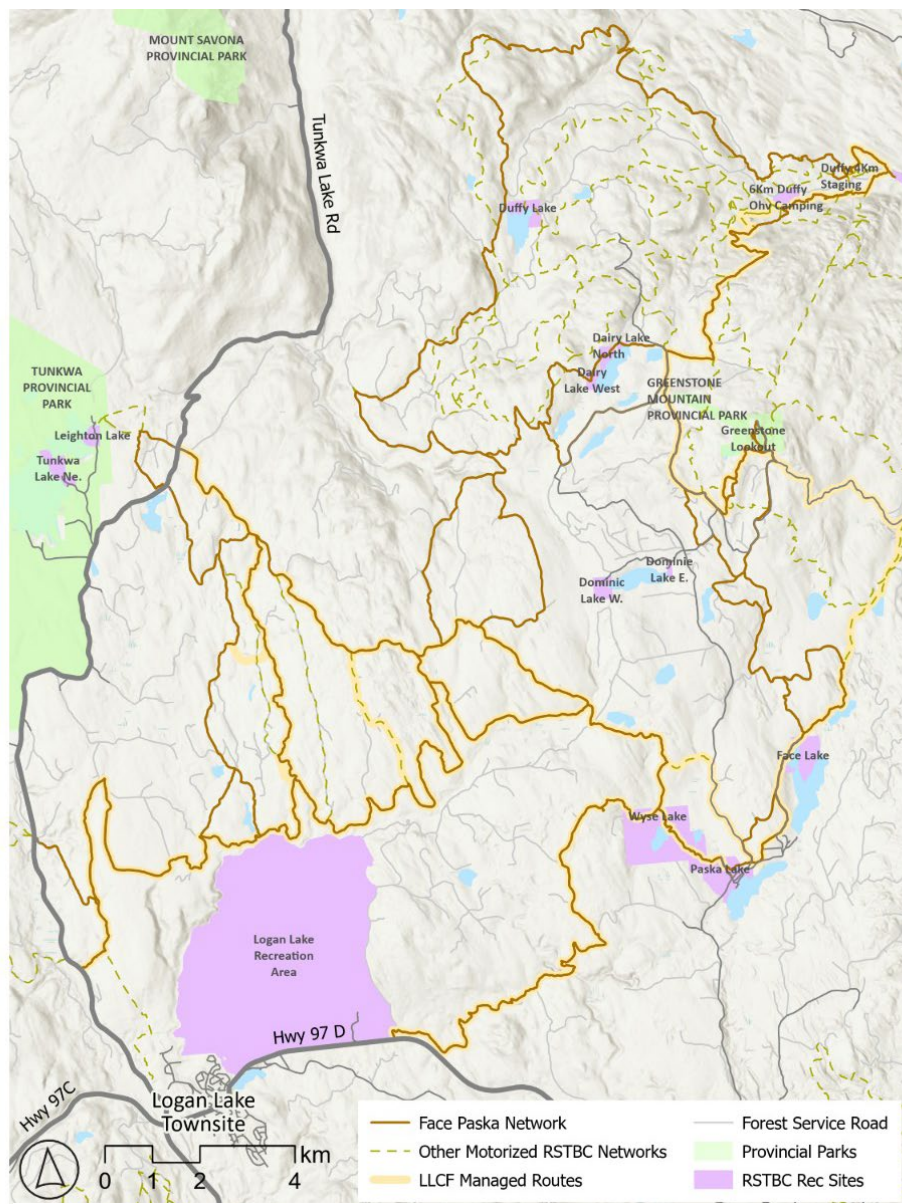 MOUNT SAVONA
PROVINCIAL PARK
Tunkwa Lake Rd
Duffy 4Km
Staging
6Km Duffy
Ohv Camping
Duffy Lake
Dairy Lake
North
Dairy
Lake West
GREENSTONE
MOUNTAIN
PROVINCIAL PARK
Greenstone
Lookout
TUNKWA
PROVINCIAL
PARK
Leighton Lake
Tunkwa
Lake Ne.
Dominic
Lake W.
Dominie
Lake E.
Face Lake
Wyse Lake
Paska Lake
Logan Lake
Recreation
Area
Hwy 97 D
Hwy 97C
Logan Lake
Townsite
km
0 1 2 4
Face Paska Network
Other Motorized RSTBC Networks
LLCF Managed Routes
Forest Service Road
Provincial Parks
RSTBC Rec Sites